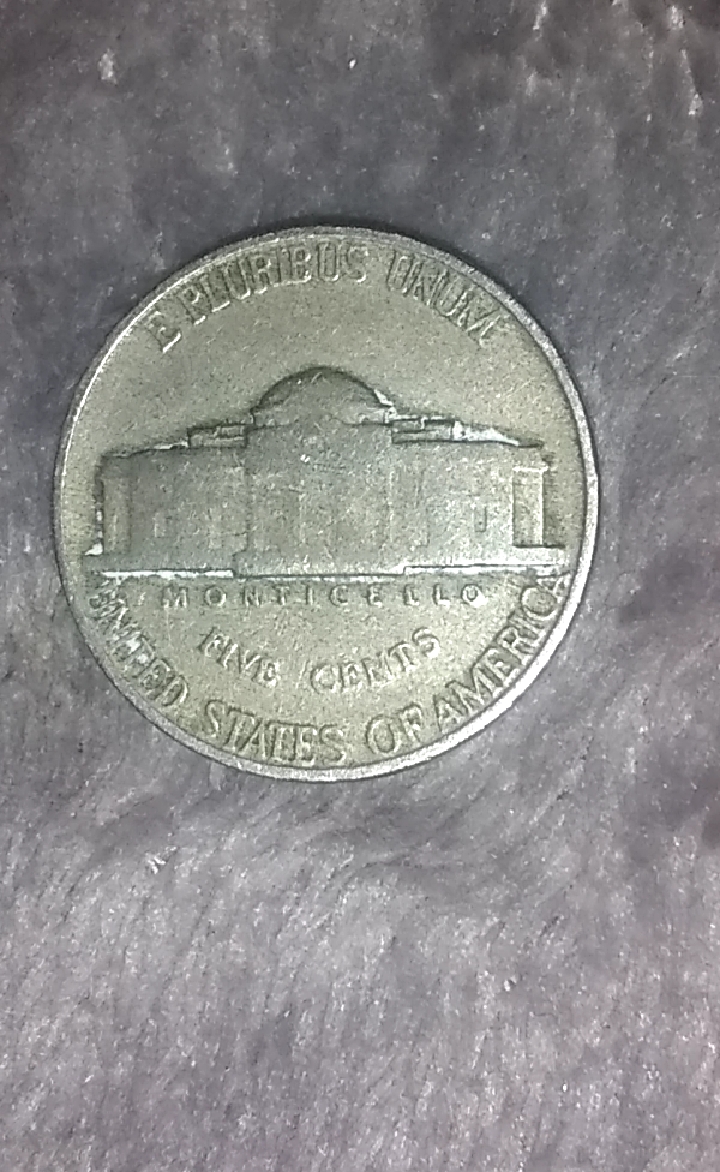 E PLURIBUS UNUM
MONTICELLO
FIVE CENTS
UNITED STATES OF AMERICA